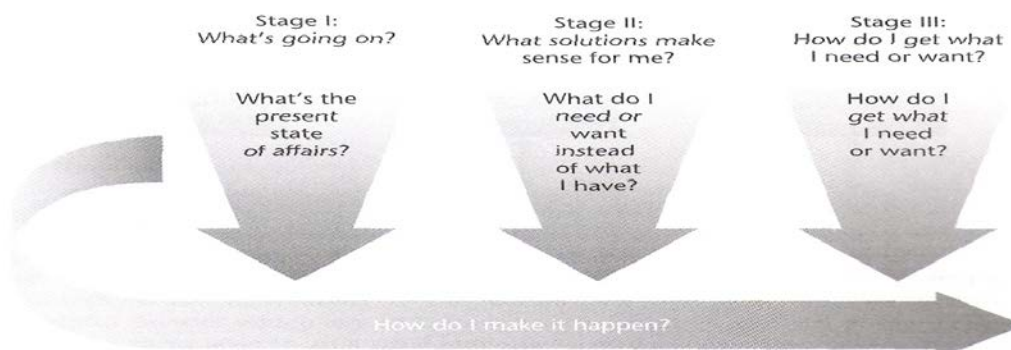 Stage I:
What's going on?
What's the
present
state
of affairs?
Stage II:
What solutions make
sense for me?
What do I
need or
want
instead
of what
I have?
Stage III:
How do I get what
I need or want?
How do I
get what
I need
or want?
How do I make it happen?